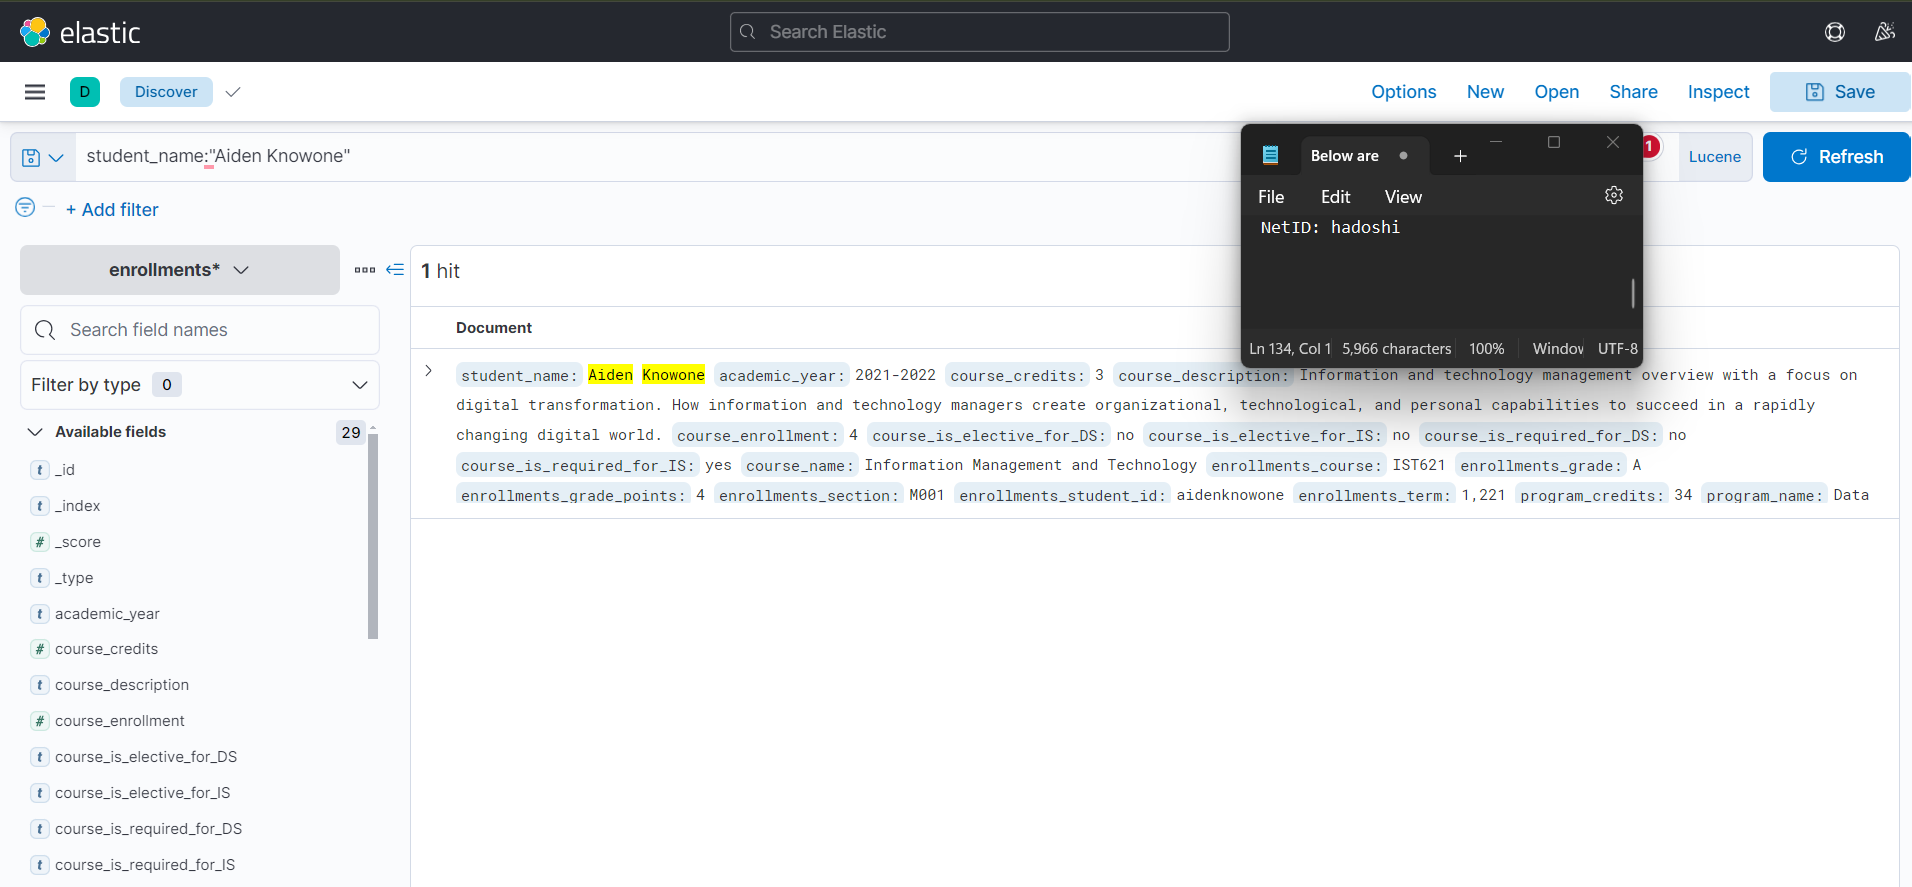 elastic
Search Elastic
D
Discover
Options
New
Open
Share
Inspect
Save
student_name:"Aiden Knowone"
1
Lucene
Refresh
+ Add filter
Below are
File
Edit
View
NetID: hadoshi
Ln 134, Col 1
5,966 characters
100%
Window
UTF-8
enrollments*
Search field names
Filter by type 0
Available fields 29
t _id
t _index
# _score
t _type
t academic_year
# course_credits
t course_description
# course_enrollment
t course_is_elective_for_DS
t course_is_elective_for_IS
t course_is_required_for_DS
t course_is_required_for_IS
1 hit
Document
student_name: Aiden Knowone academic_year: 2021-2022 course_credits: 3 course_description: Information and technology management overview with a focus on
digital transformation. How information and technology managers create organizational, technological, and personal capabilities to succeed in a rapidly
changing digital world. course_enrollment: 4 course_is_elective_for_DS: no course_is_elective_for_IS: no course_is_required_for_DS: no
course_is_required_for_IS: yes course_name: Information Management and Technology enrollments_course: IST621 enrollments_grade: A
enrollments_grade_points: 4 enrollments_section: M001 enrollments_student_id: aidenknowone enrollments_term: 1,221 program_credits: 34 program_name: Data